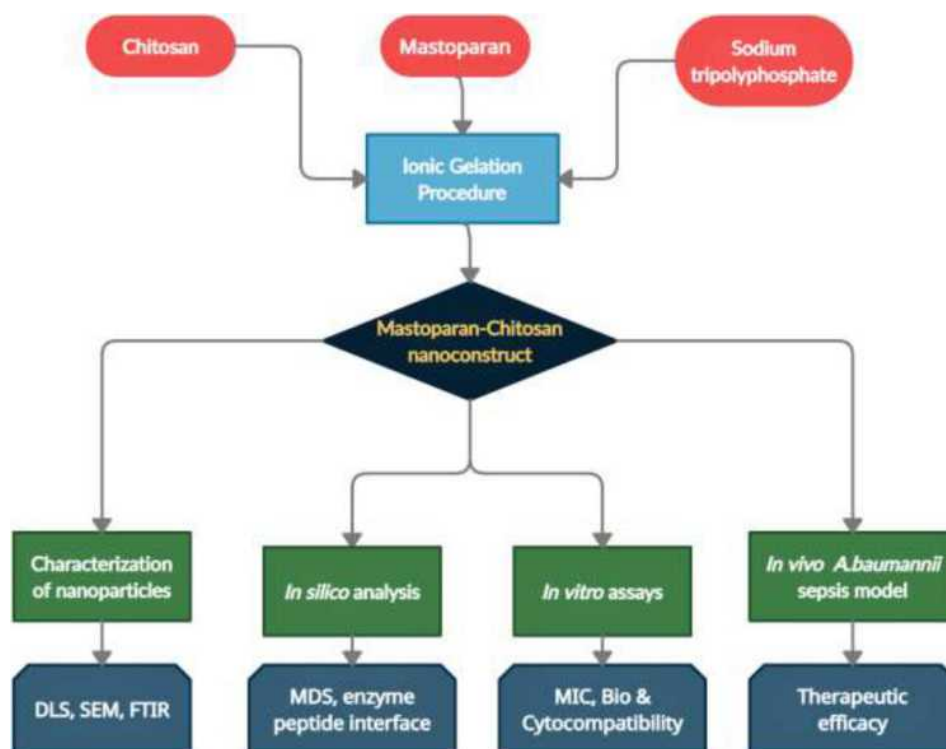 Chitosan
Mastoparan
Sodium
tripolyphosphate
Ionic Gelation
Procedure
Mastoparan-Chitosan
nanoconstruct
Characterization
of nanoparticles
In silico analysis
In vitro assays
In vivo A.baumannii
sepsis model
DLS, SEM, FTIR
MDS, enzyme
peptide interface
MIC, Bio &
Cytocompatibility
Therapeutic
efficacy